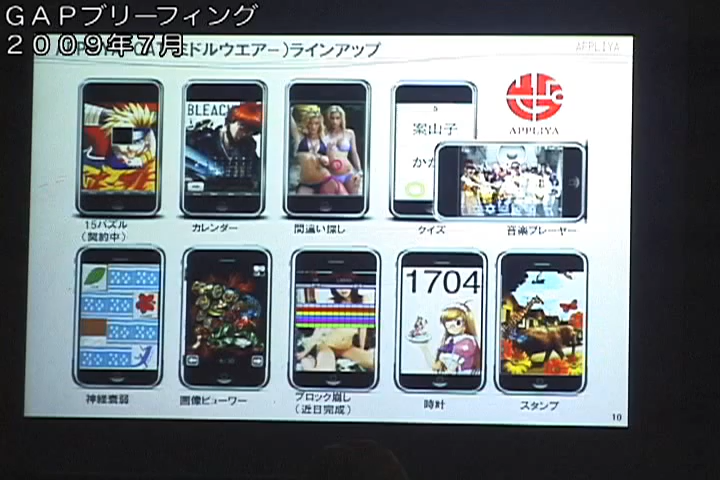 GAPブリーフィング
2009年7月
ミドルウエアー)ラインアップ
APPLIYA
BLEACH
5
案山子
かか
APPLIYA
15パズル
(契約中)
カレンダー
間違い探し
クイズ
音楽プレーヤー
1704
神経衰弱
画像ビューワー
ブロック崩し
(近日完成)
時計
スタンプ
10